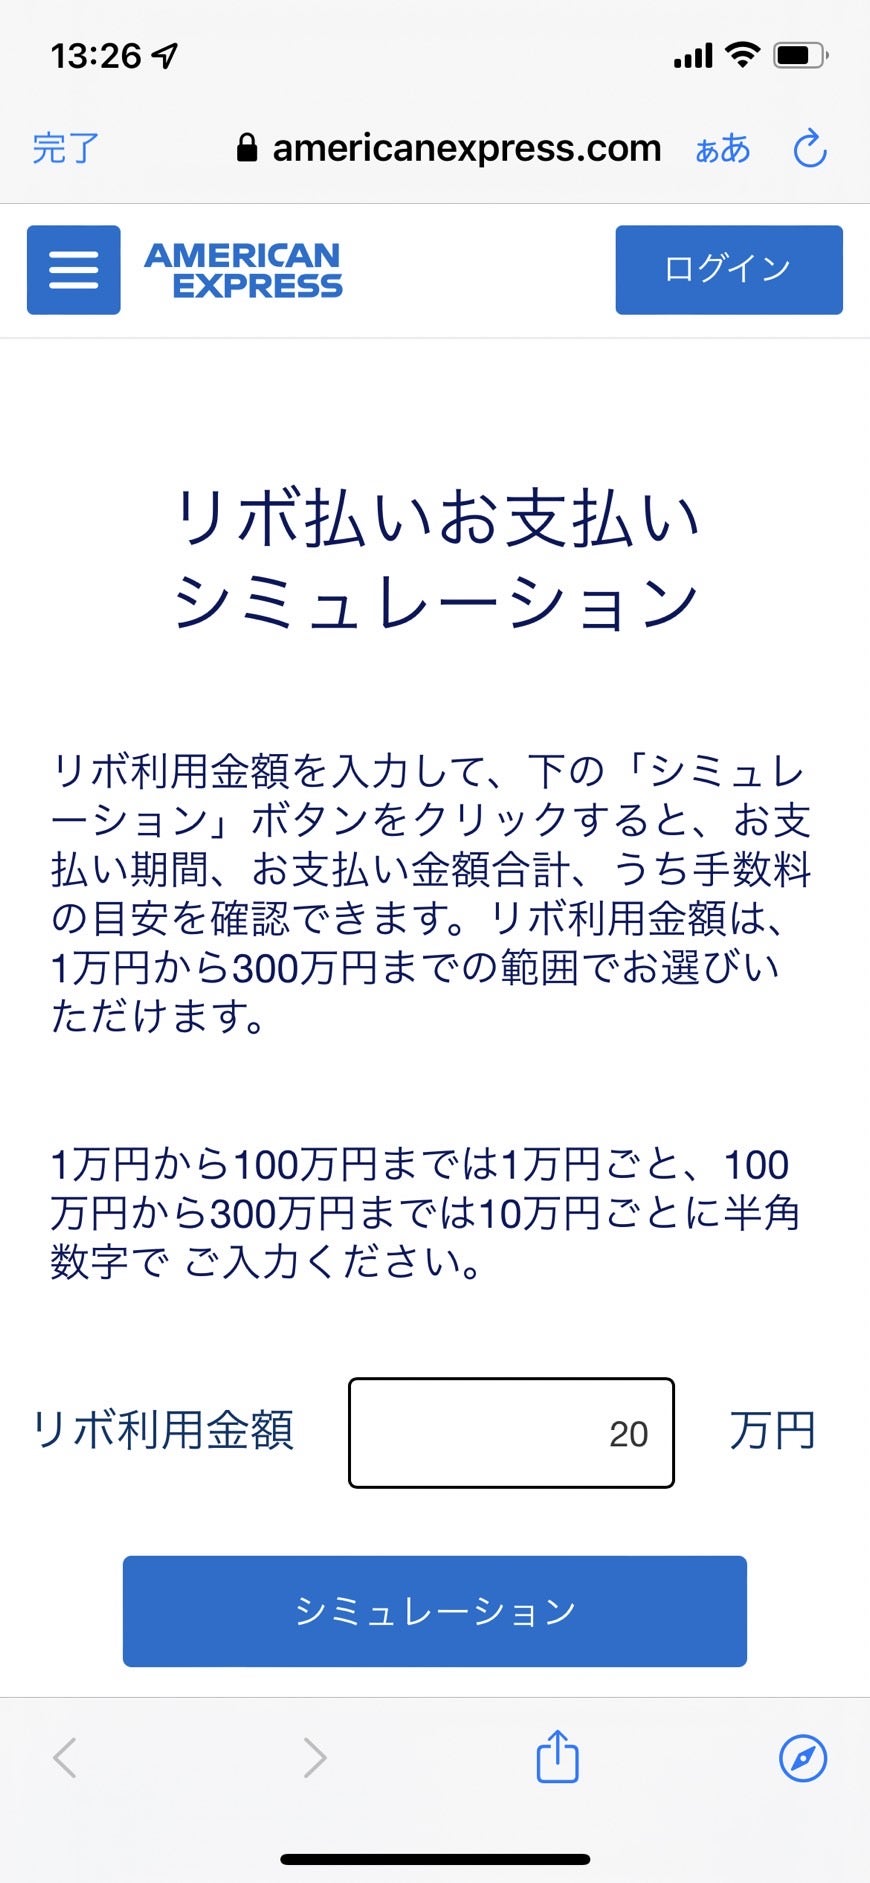 13:26
完了
americanexpress.com
ぁあ
AMERICAN
EXPRESS
ログイン
リボ払いお支払い
シミュレーション
リボ利用金額を入力して、下の「シミュレ
ーション」ボタンをクリックすると、お支
払い期間、お支払い金額合計、うち手数料
の目安を確認できます。リボ利用金額は、
1万円から300万円までの範囲でお選びい
ただけます。
1万円から100万円までは1万円ごと、100
万円から300万円までは10万円ごとに半角
数字で ご入力ください。
リボ利用金額
20
万円
シミュレーション